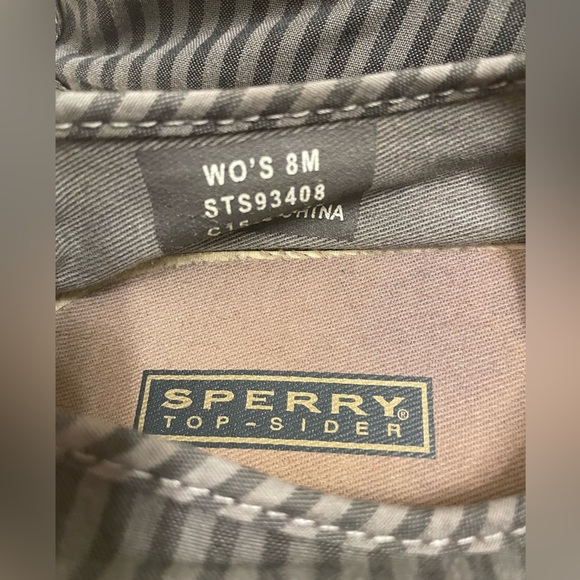 WO'S 8M
STS93408
CHINA
SPERRY®
TOP-SIDER